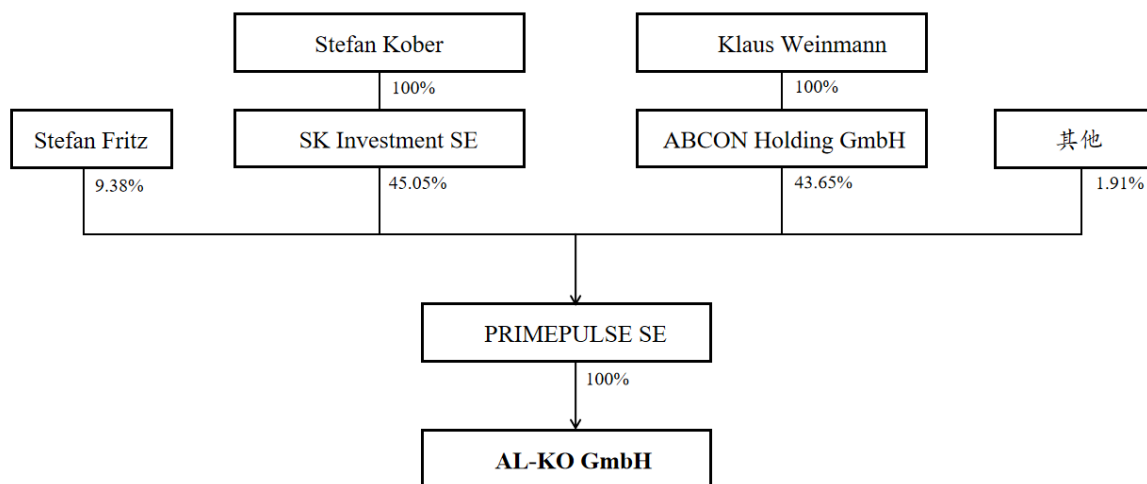 Stefan Kober
Klaus Weinmann
100%
100%
Stefan Fritz
SK Investment SE
ABCON Holding GmbH
其他
9.38%
45.05%
43.65%
1.91%
PRIMEPULSE SE
100%
AL-KO GmbH